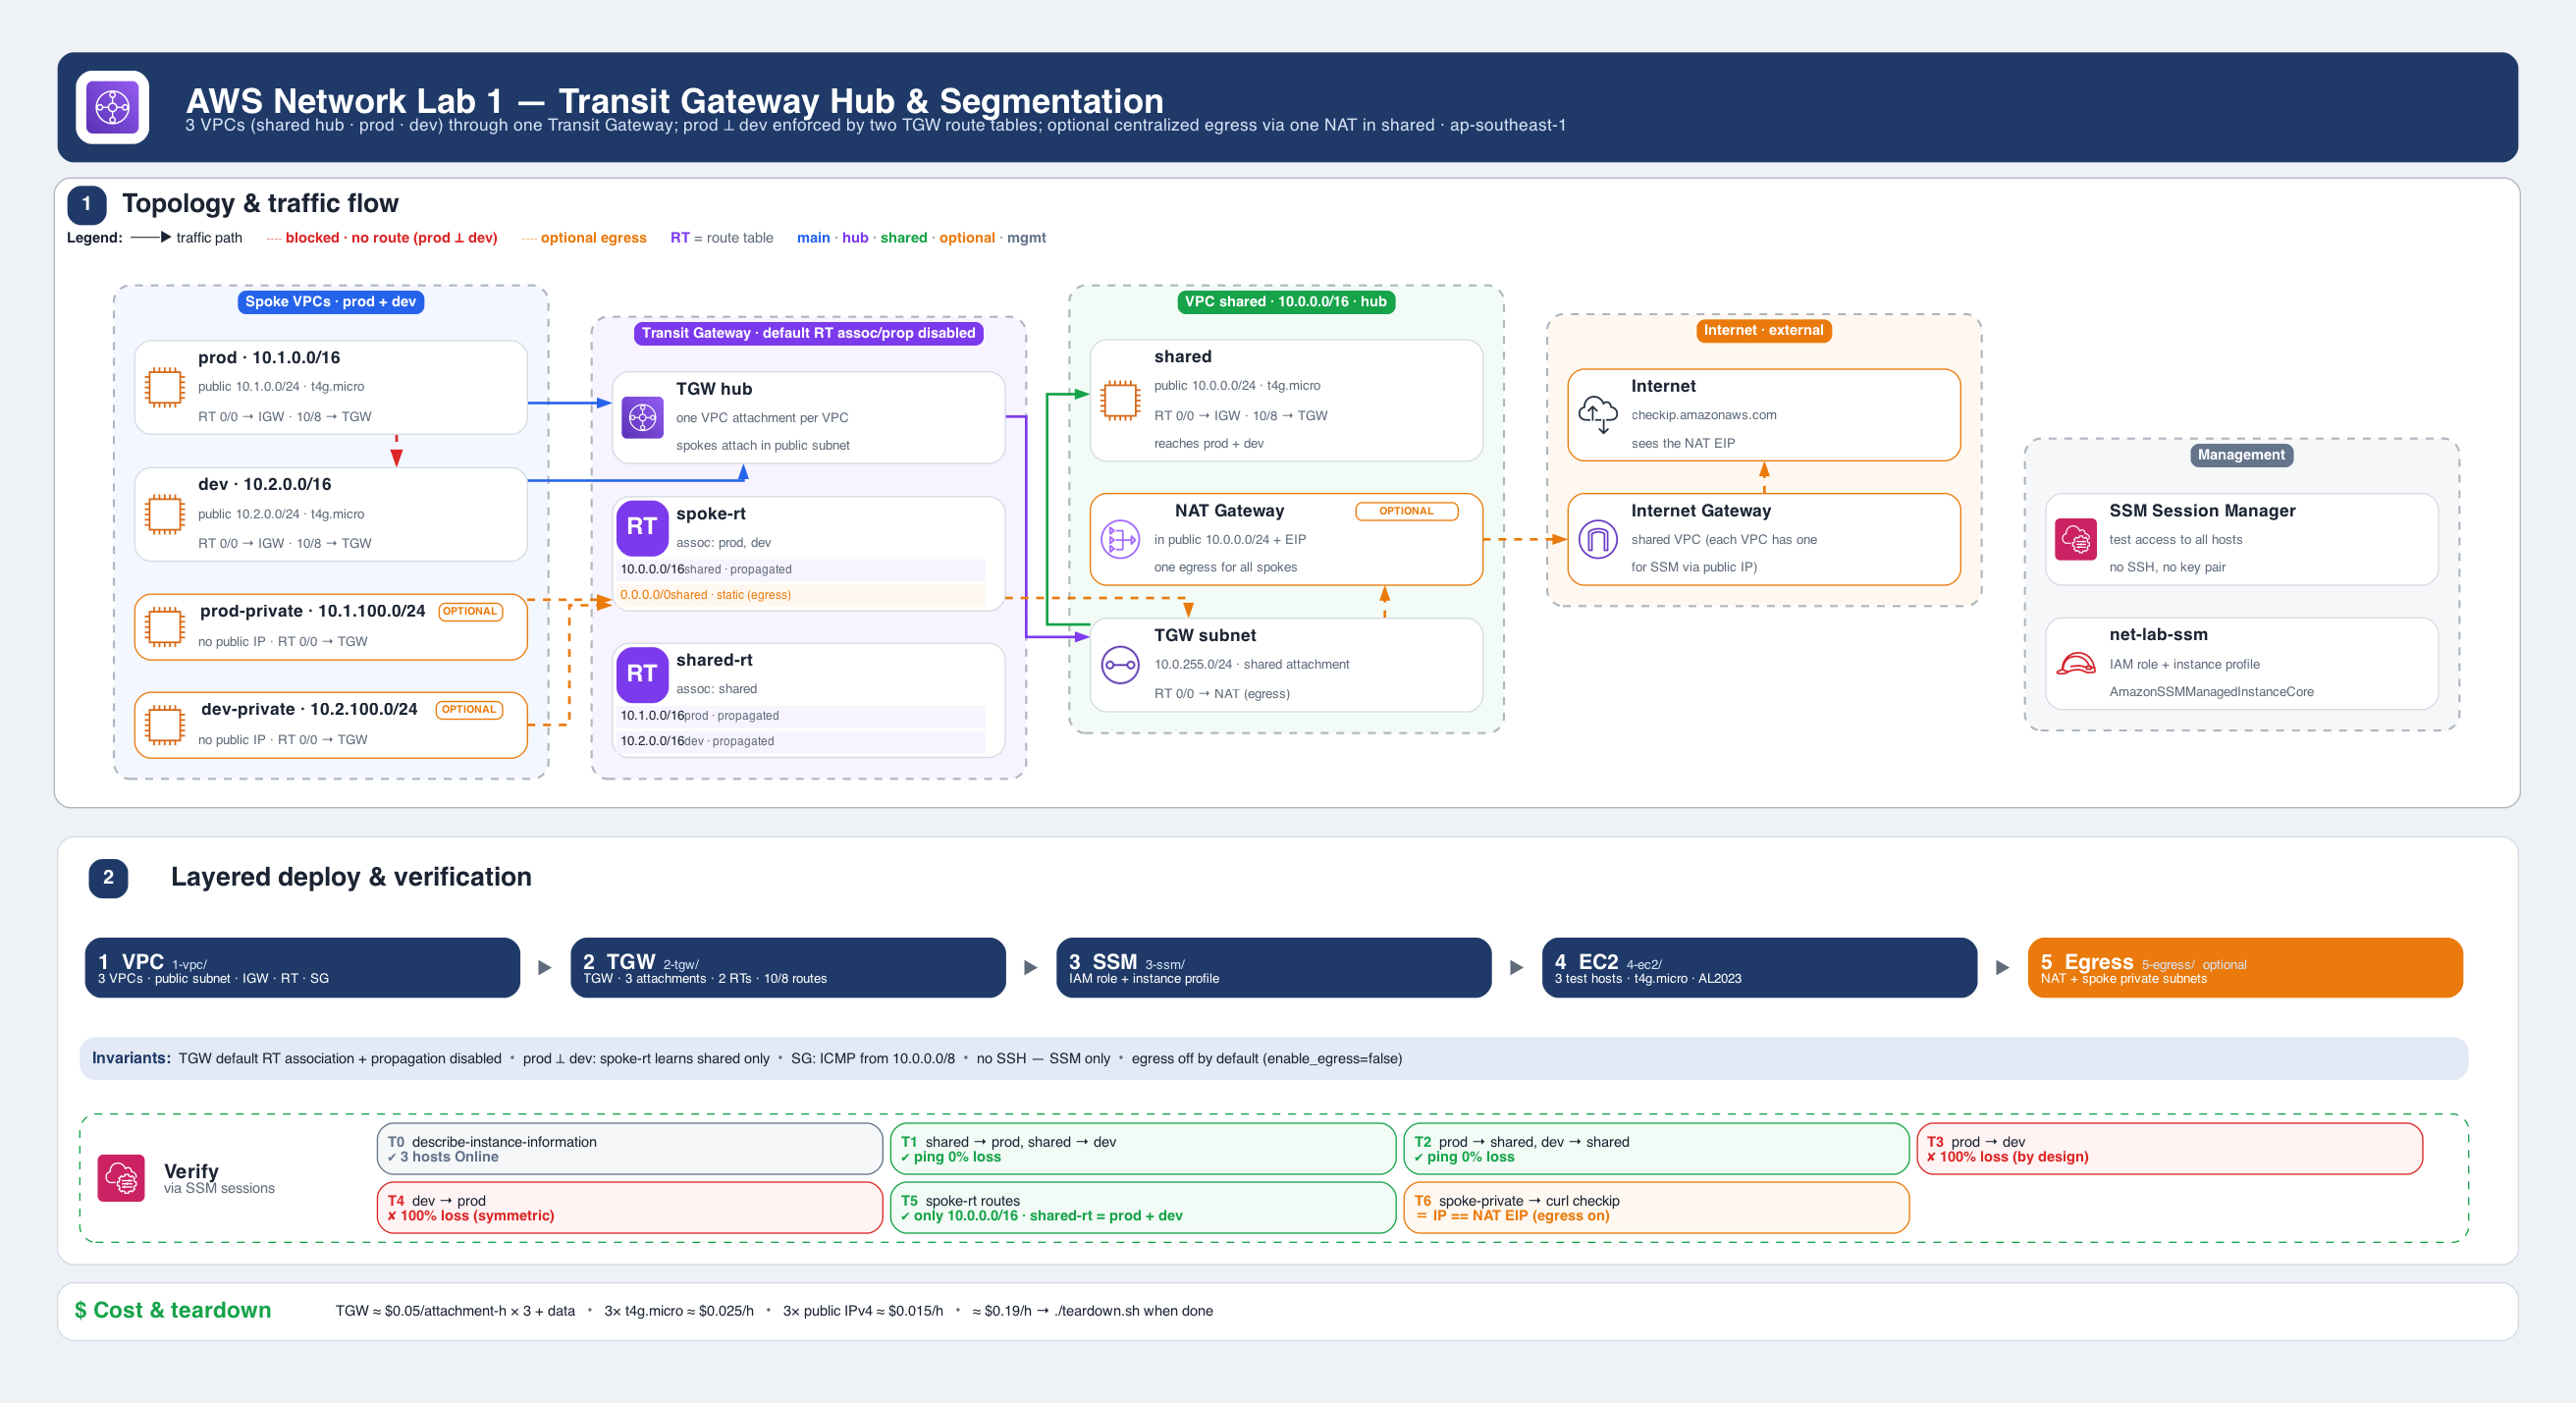 AWS Network Lab 1 — Transit Gateway Hub & Segmentation
3 VPCs (shared hub · prod · dev) through one Transit Gateway; prod ⟂ dev enforced by two TGW route tables; optional centralized egress via one NAT in shared · ap-southeast-1
1 Topology & traffic flow
Legend: traffic path ---- blocked · no route (prod ⟂ dev) ---- optional egress RT = route table main · hub · shared · optional · mgmt
Spoke VPCs · prod + dev
prod · 10.1.0.0/16
public 10.1.0.0/24 · t4g.micro
RT 0/0 → IGW · 10/8 → TGW
dev · 10.2.0.0/16
public 10.2.0.0/24 · t4g.micro
RT 0/0 → IGW · 10/8 → TGW
prod-private · 10.1.100.0/24 OPTIONAL
no public IP · RT 0/0 → TGW
dev-private · 10.2.100.0/24 OPTIONAL
no public IP · RT 0/0 → TGW
Transit Gateway · default RT assoc/prop disabled
TGW hub
one VPC attachment per VPC
spokes attach in public subnet
RT spoke-rt
assoc: prod, dev
10.0.0.0/16shared · propagated
0.0.0.0/0shared · static (egress)
RT shared-rt
assoc: shared
10.1.0.0/16prod · propagated
10.2.0.0/16dev · propagated
VPC shared · 10.0.0.0/16 · hub
shared
public 10.0.0.0/24 · t4g.micro
RT 0/0 → IGW · 10/8 → TGW
reaches prod + dev
NAT Gateway OPTIONAL
in public 10.0.0.0/24 + EIP
one egress for all spokes
TGW subnet
10.0.255.0/24 · shared attachment
RT 0/0 → NAT (egress)
Internet · external
Internet
checkip.amazonaws.com
sees the NAT EIP
Internet Gateway
shared VPC (each VPC has one
for SSM via public IP)
Management
SSM Session Manager
test access to all hosts
no SSH, no key pair
net-lab-ssm
IAM role + instance profile
AmazonSSMManagedInstanceCore
2 Layered deploy & verification
1 VPC 1-vpc/
3 VPCs · public subnet · IGW · RT · SG
2 TGW 2-tgw/
TGW · 3 attachments · 2 RTs · 10/8 routes
3 SSM 3-ssm/
IAM role + instance profile
4 EC2 4-ec2/
3 test hosts · t4g.micro · AL2023
5 Egress 5-egress/ optional
NAT + spoke private subnets
Invariants: TGW default RT association + propagation disabled • prod ⟂ dev: spoke-rt learns shared only • SG: ICMP from 10.0.0.0/8 • no SSH — SSM only • egress off by default (enable_egress=false)
Verify
via SSM sessions
T0 describe-instance-information
✓ 3 hosts Online
T1 shared → prod, shared → dev
✓ ping 0% loss
T2 prod → shared, dev → shared
✓ ping 0% loss
T3 prod → dev
✘ 100% loss (by design)
T4 dev → prod
✘ 100% loss (symmetric)
T5 spoke-rt routes
✓ only 10.0.0.0/16 · shared-rt = prod + dev
T6 spoke-private → curl checkip
= IP == NAT EIP (egress on)
$ Cost & teardown TGW ≈ $0.05/attachment-h × 3 + data • 3× t4g.micro ≈ $0.025/h • 3× public IPv4 ≈ $0.015/h • ≈ $0.19/h → ./teardown.sh when done